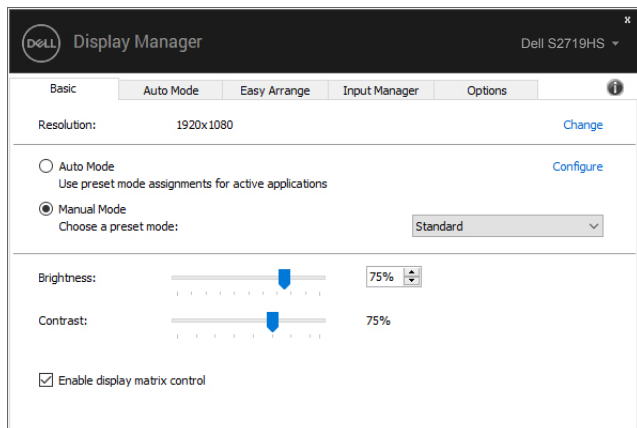 x
DELL Display Manager Dell S2719HS
Basic Auto Mode Easy Arrange Input Manager Options i
Resolution: 1920x1080 Change
Auto Mode Configure
Use preset mode assignments for active applications
Manual Mode
Choose a preset mode: Standard
Brightness: 75%
Contrast: 75%
Enable display matrix control